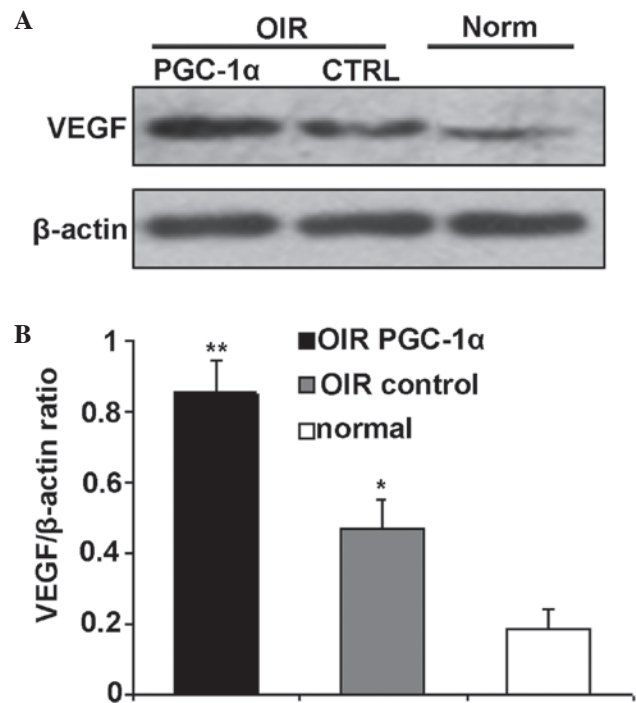 A
OIR Norm
PGC-1α CTRL
VEGF
β-actin
B
VEGF/β-actin ratio
1
0.8
0.6
0.4
0.2
0
**
*
OIR PGC-1α
OIR control
normal